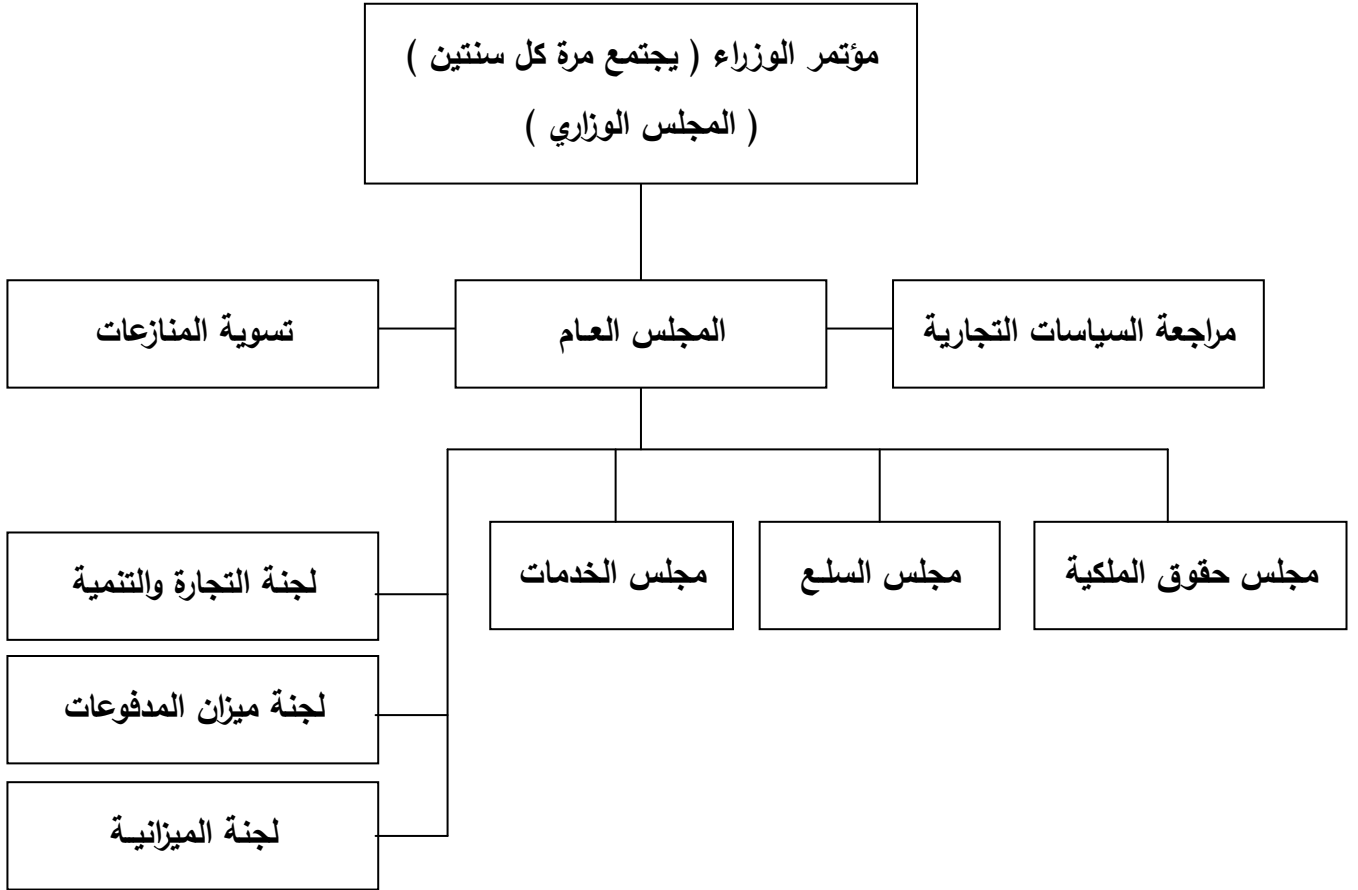 مؤتمر الوزراء ( يجتمع مرة كل سنتين )
( المجلس الوزاري )
مراجعة السياسات التجارية
المجلس العام
تسوية المنازعات
مجلس حقوق الملكية
مجلس السلع
مجلس الخدمات
لجنة التجارة والتنمية
لجنة ميزان المدفوعات
لجنة الميزانية